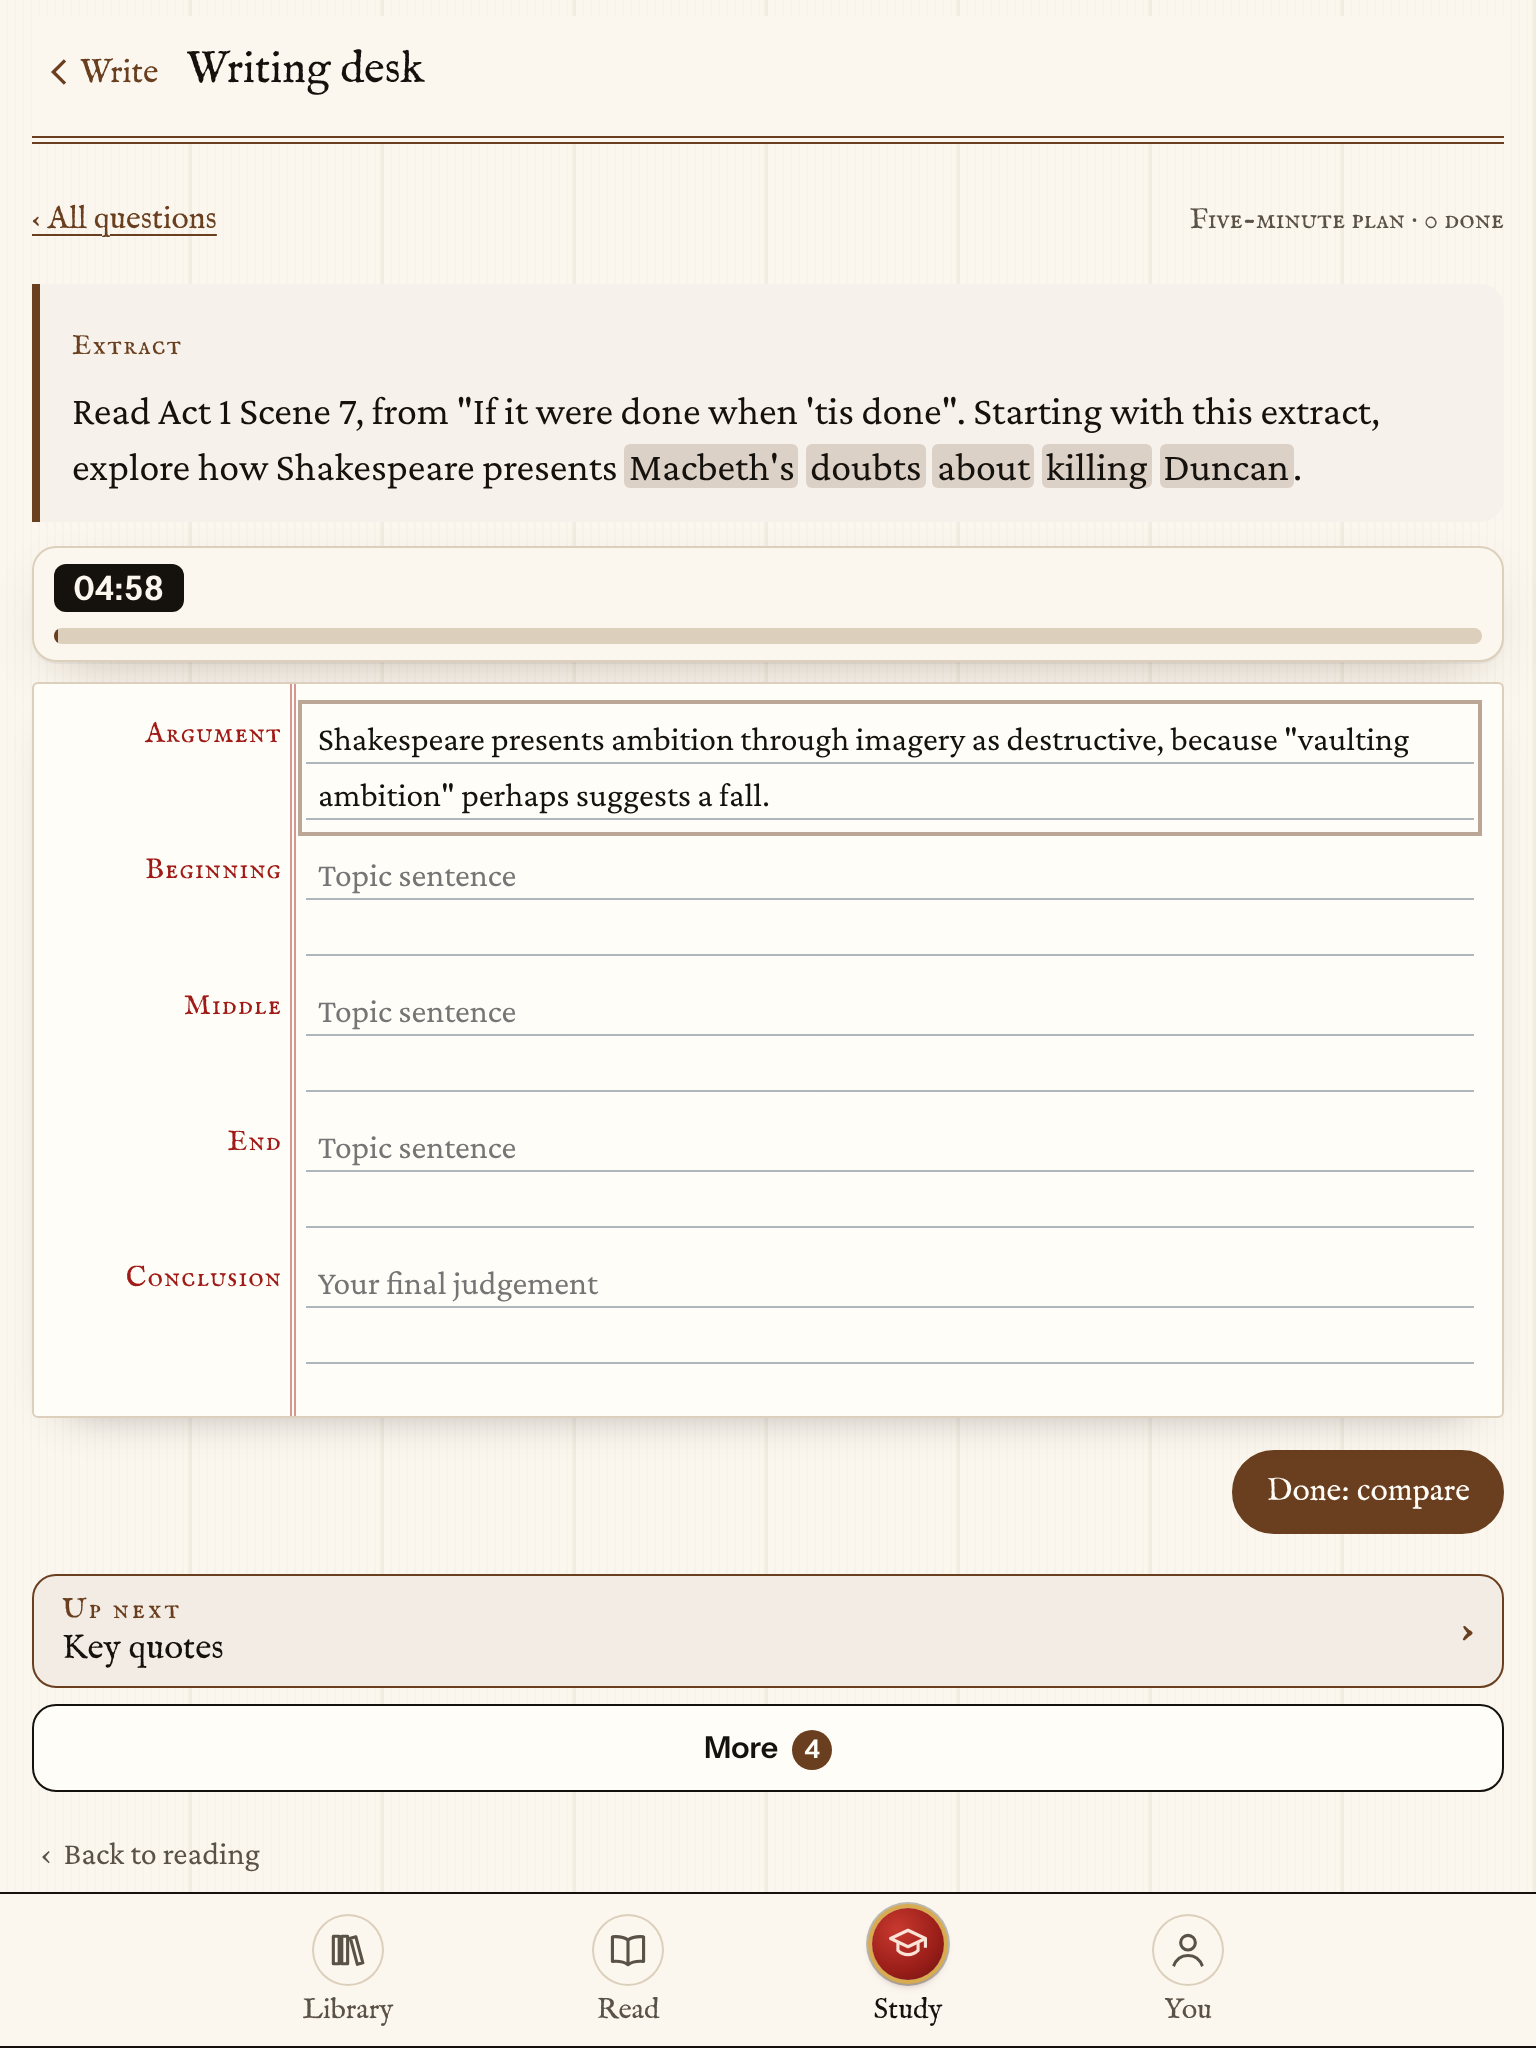 Write Writing desk
‹ All questions
Five-minute plan · 0 done
Extract
Read Act 1 Scene 7, from "If it were done when 'tis done". Starting with this extract,
explore how Shakespeare presents Macbeth's doubts about killing Duncan.
04:58
Argument
Shakespeare presents ambition through imagery as destructive, because "vaulting
ambition" perhaps suggests a fall.
Beginning
Topic sentence
Middle
Topic sentence
End
Topic sentence
Conclusion
Your final judgement
Done: compare
Up next
Key quotes
More 4
‹ Back to reading
Library
Read
Study
You